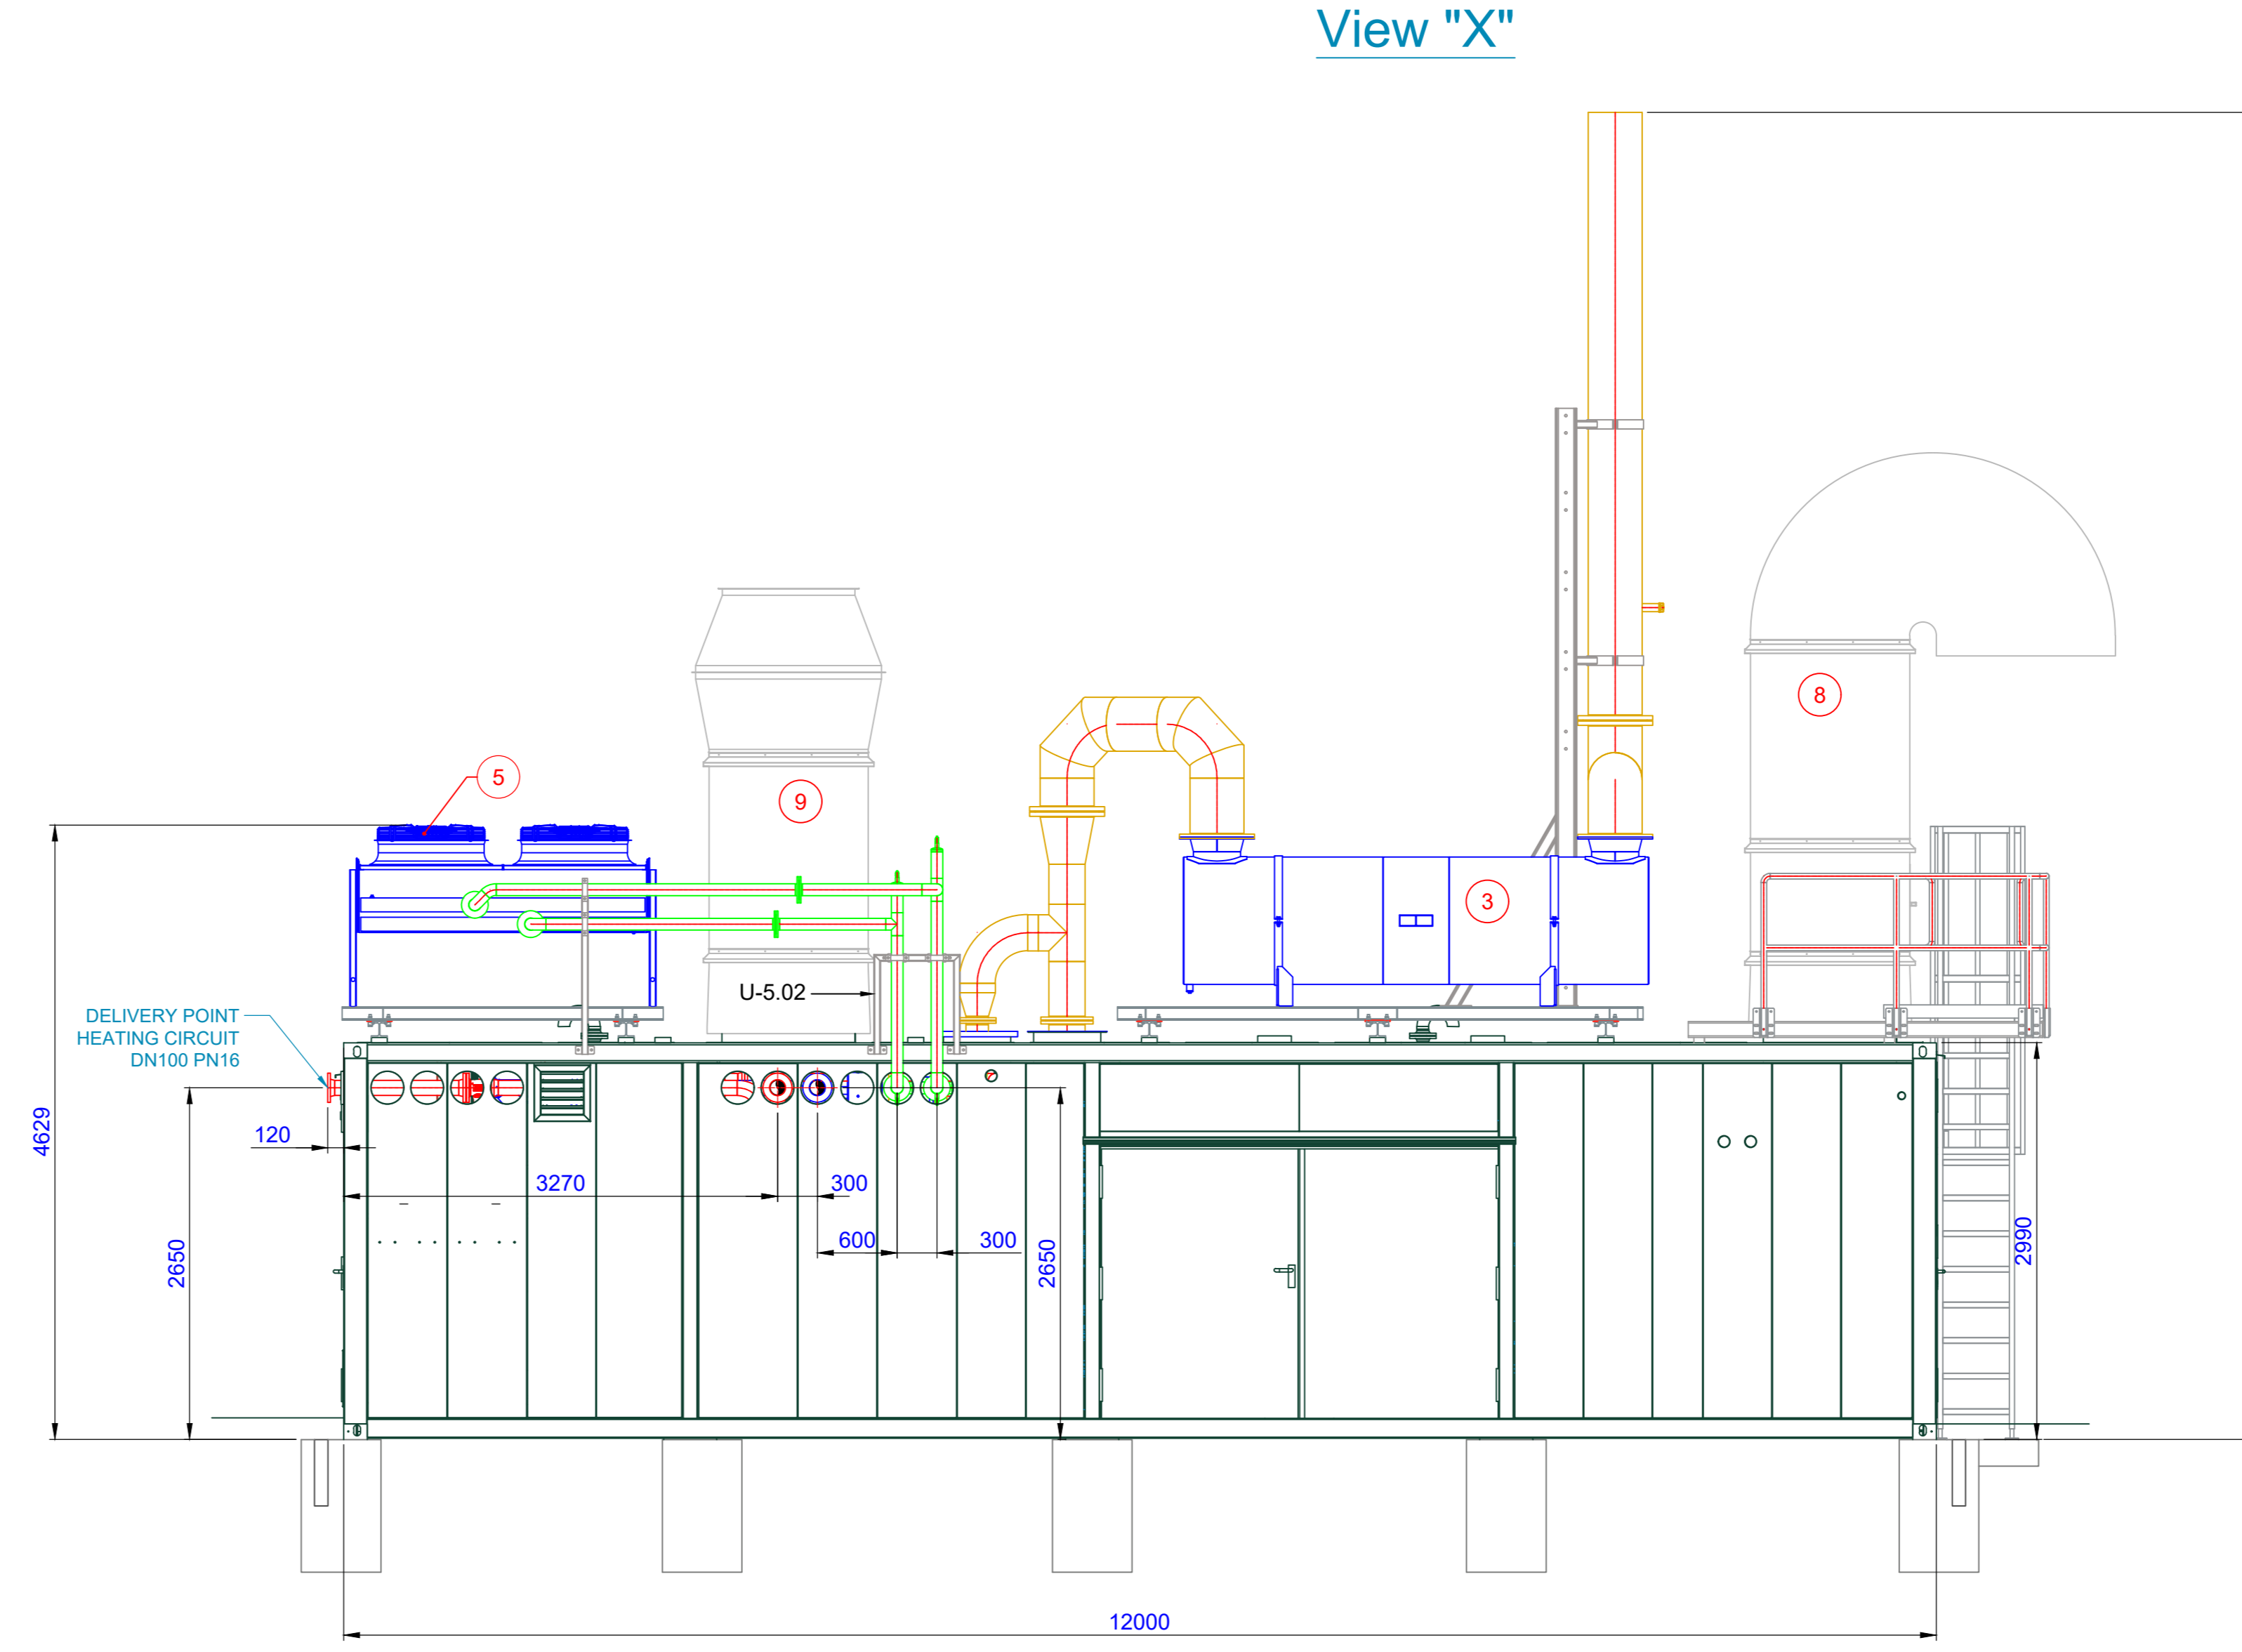 View "X"
8
5
9
3
U-5.02
DELIVERY POINT
HEATING CIRCUIT
DN100 PN16
4629
120
3270
300
2650
600
300
2650
2990
12000